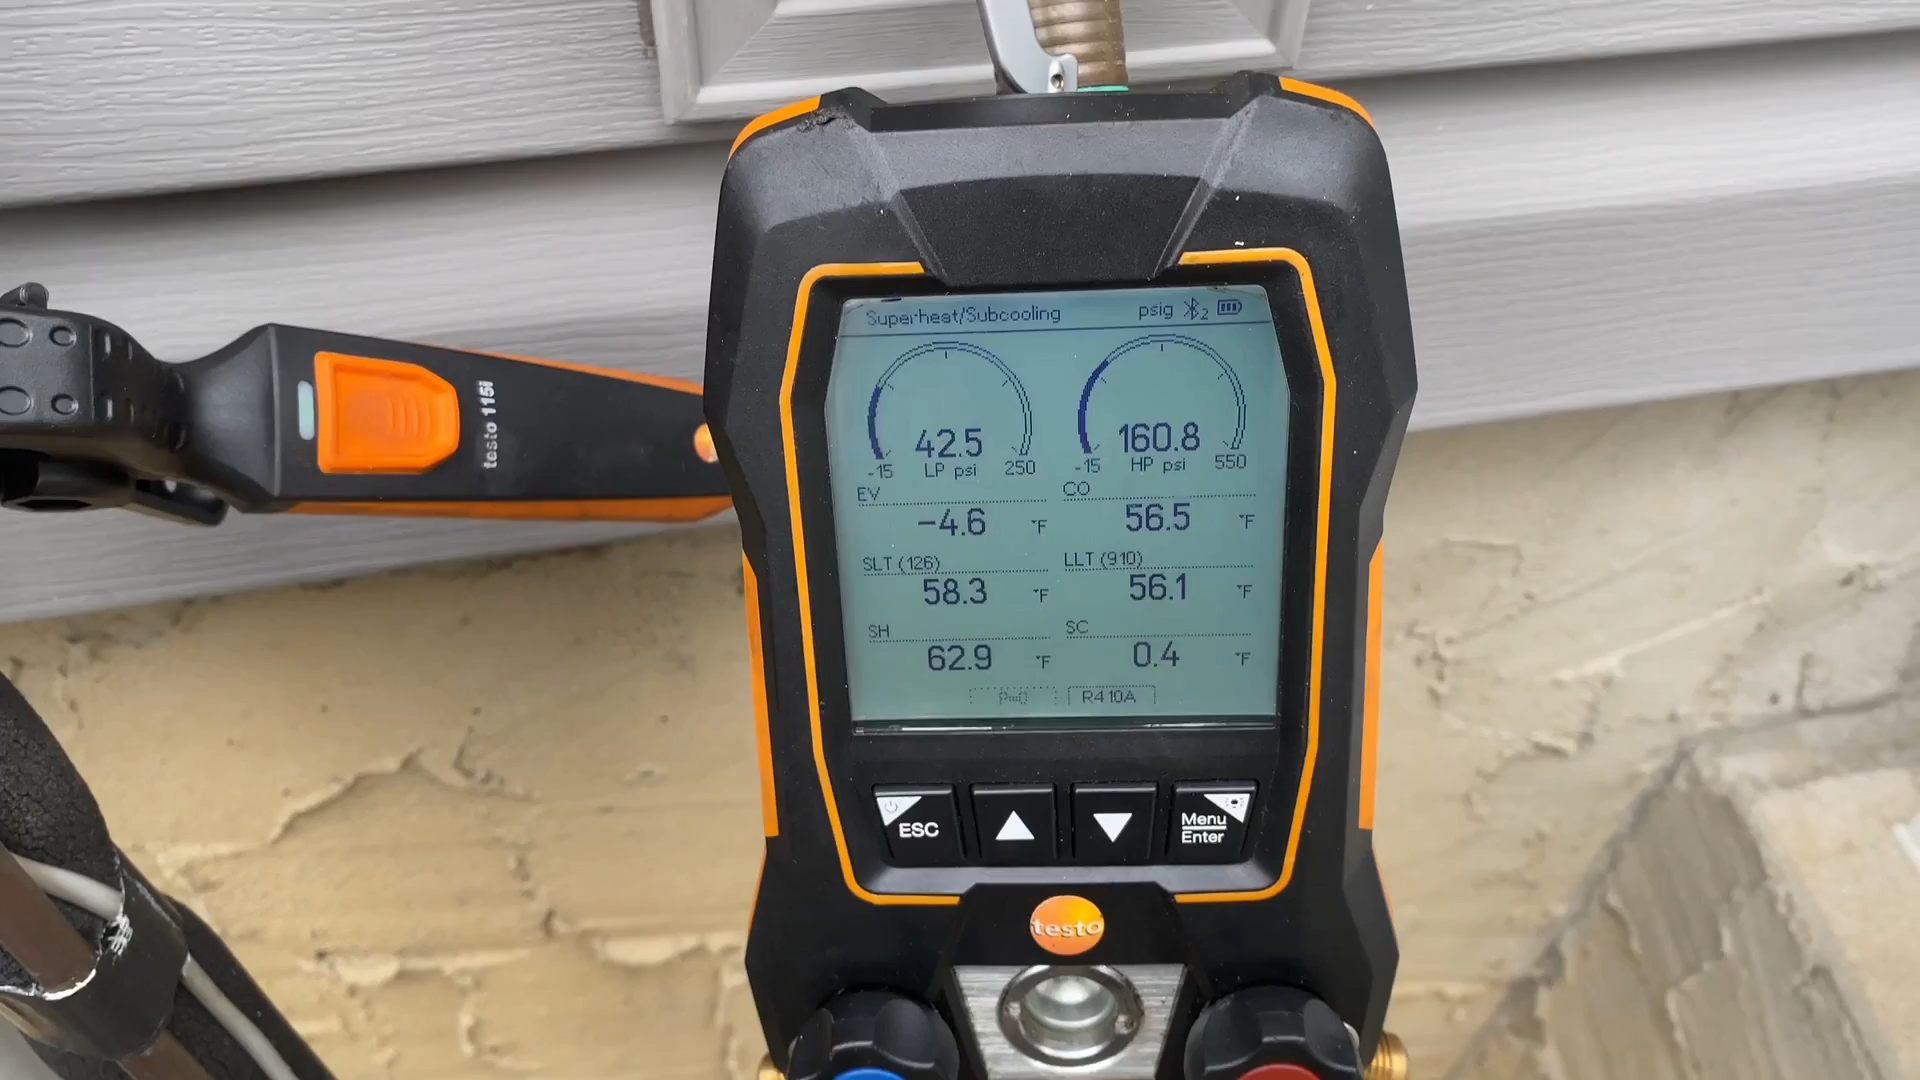 Superheat/Subcooling psig 2
42.5 160.8
-15 LP psi 250 -15 HP psi 550
EV CO
-4.6 °F 56.5 °F
SLT (126) LLT (910)
58.3 °F 56.1 °F
SH SC
62.9 °F 0.4 °F
P=0 R410A
testo 115i
ESC Menu
Enter
testo